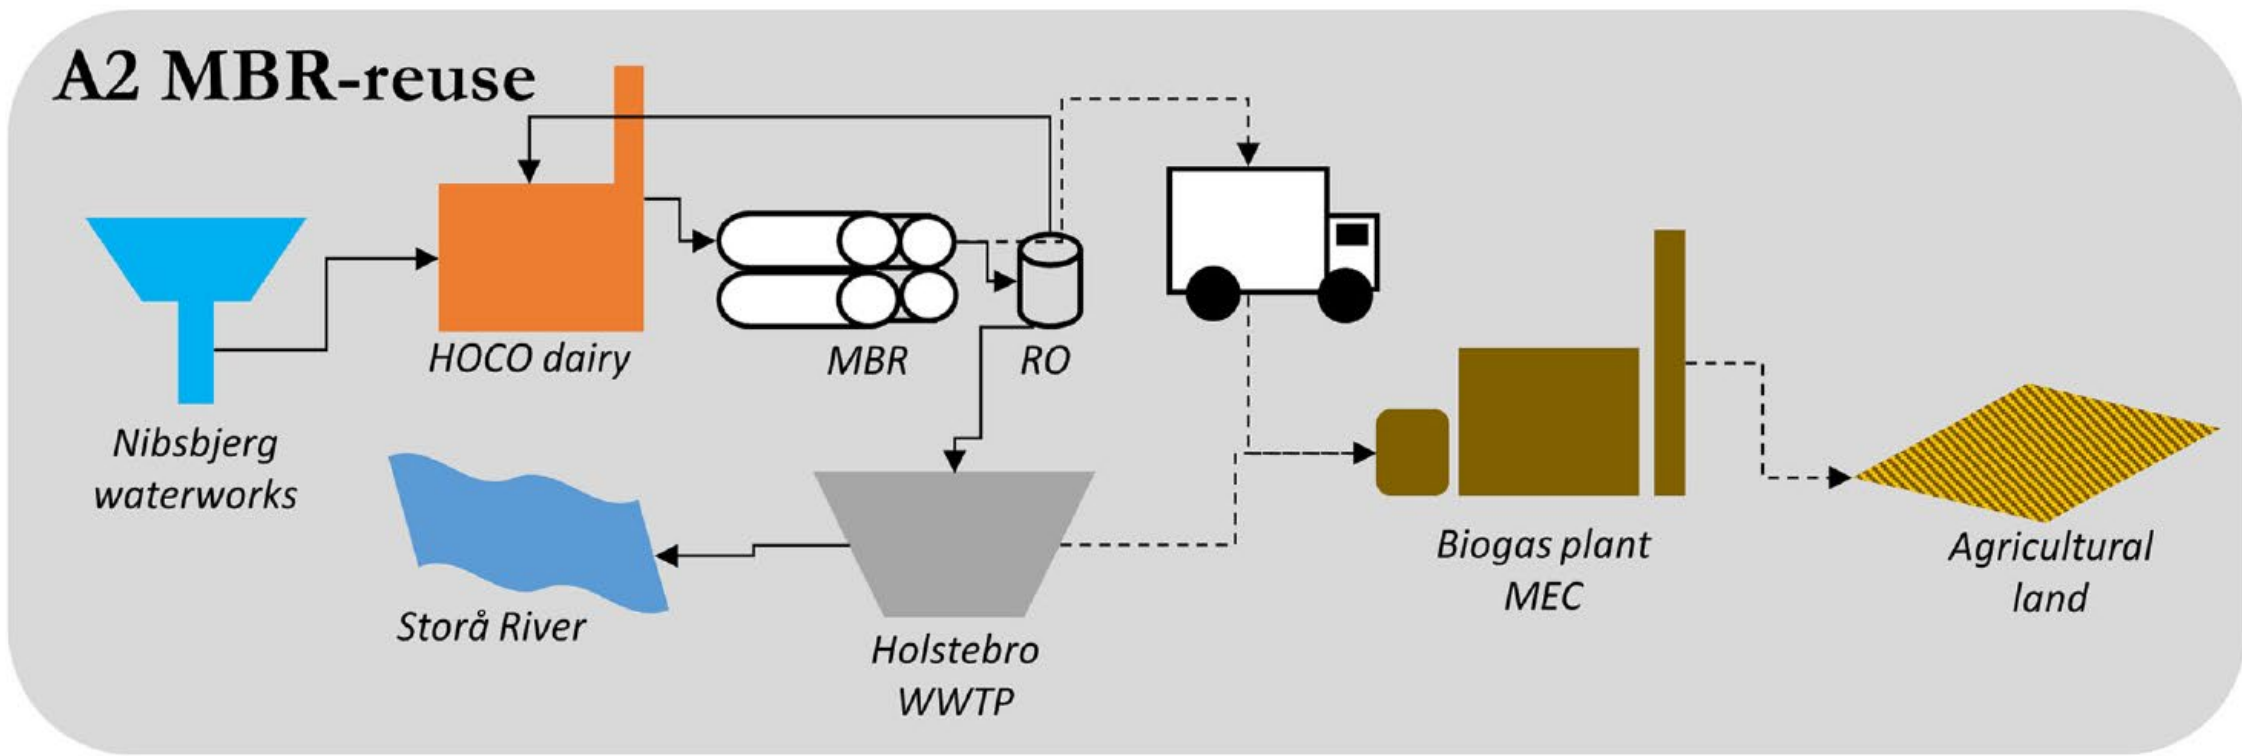 A2 MBR-reuse
HOCO dairy
MBR
RO
Nibsbjerg
waterworks
Storå River
Holstebro
WWTP
Biogas plant
MEC
Agricultural
land